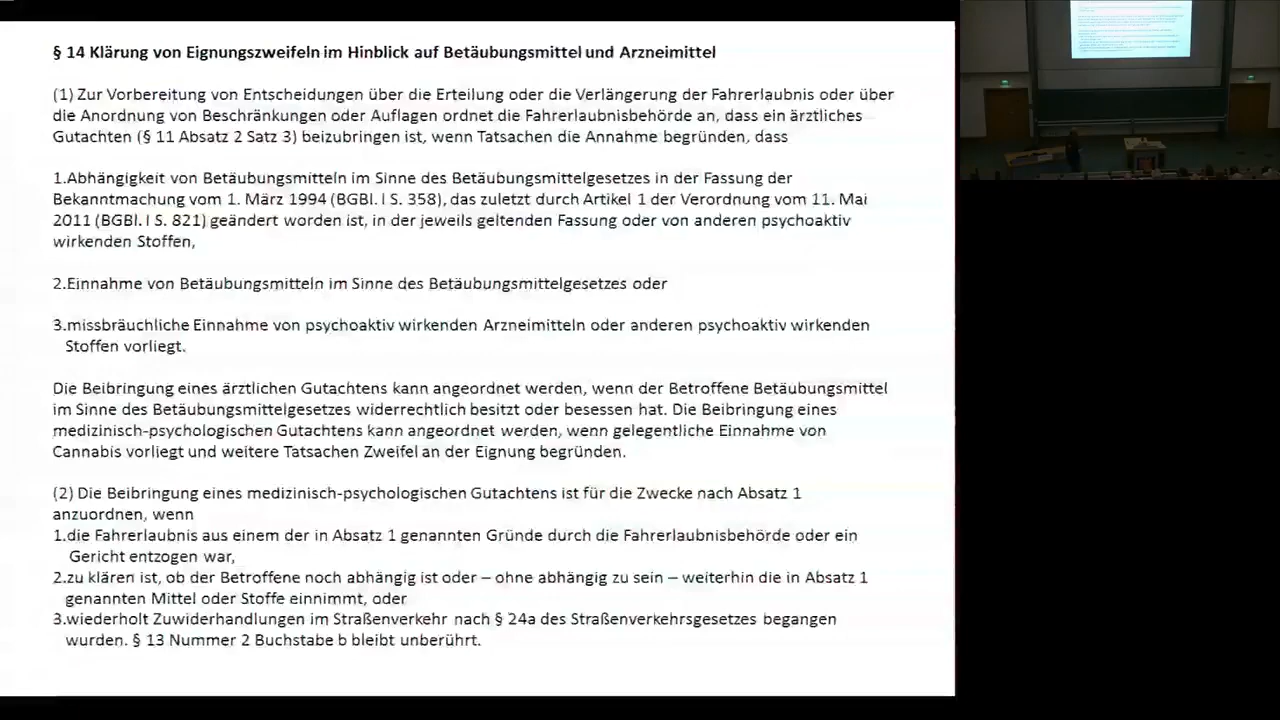 § 14 Klärung von Eignungszweifeln im Hinblick auf Betäubungsmittel und Arzneimittel
(1) Zur Vorbereitung von Entscheidungen über die Erteilung oder die Verlängerung der Fahrerlaubnis oder über
die Anordnung von Beschränkungen oder Auflagen ordnet die Fahrerlaubnisbehörde an, dass ein ärztliches
Gutachten (§ 11 Absatz 2 Satz 3) beizubringen ist, wenn Tatsachen die Annahme begründen, dass
1.Abhängigkeit von Betäubungsmitteln im Sinne des Betäubungsmittelgesetzes in der Fassung der
Bekanntmachung vom 1. März 1994 (BGBl. I S. 358), das zuletzt durch Artikel 1 der Verordnung vom 11. Mai
2011 (BGBl. I S. 821) geändert worden ist, in der jeweils geltenden Fassung oder von anderen psychoaktiv
wirkenden Stoffen,
2.Einnahme von Betäubungsmitteln im Sinne des Betäubungsmittelgesetzes oder
3.missbräuchliche Einnahme von psychoaktiv wirkenden Arzneimitteln oder anderen psychoaktiv wirkenden
Stoffen vorliegt.
Die Beibringung eines ärztlichen Gutachtens kann angeordnet werden, wenn der Betroffene Betäubungsmittel
im Sinne des Betäubungsmittelgesetzes widerrechtlich besitzt oder besessen hat. Die Beibringung eines
medizinisch-psychologischen Gutachtens kann angeordnet werden, wenn gelegentliche Einnahme von
Cannabis vorliegt und weitere Tatsachen Zweifel an der Eignung begründen.
(2) Die Beibringung eines medizinisch-psychologischen Gutachtens ist für die Zwecke nach Absatz 1
anzuordnen, wenn
1.die Fahrerlaubnis aus einem der in Absatz 1 genannten Gründe durch die Fahrerlaubnisbehörde oder ein
Gericht entzogen war,
2.zu klären ist, ob der Betroffene noch abhängig ist oder – ohne abhängig zu sein – weiterhin die in Absatz 1
genannten Mittel oder Stoffe einnimmt, oder
3.wiederholt Zuwiderhandlungen im Straßenverkehr nach § 24a des Straßenverkehrsgesetzes begangen
wurden. § 13 Nummer 2 Buchstabe b bleibt unberührt.